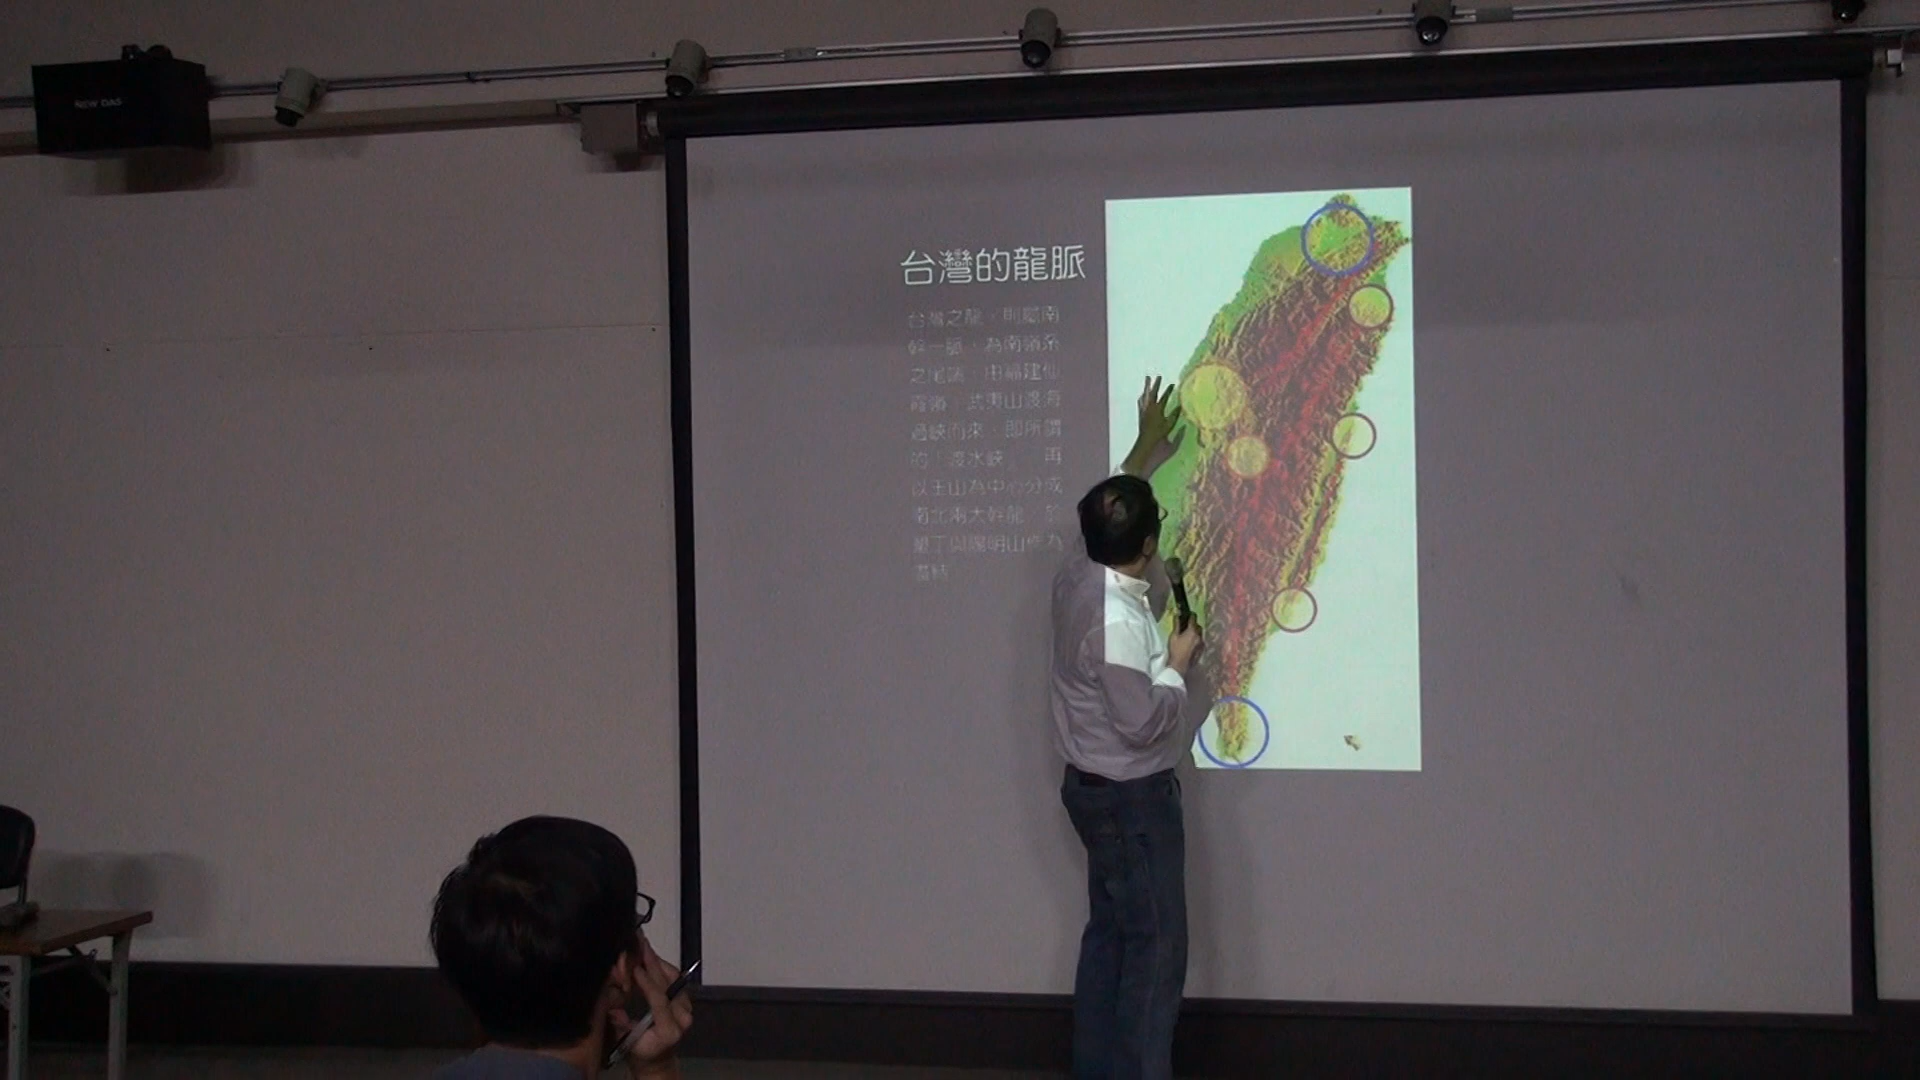 NEW DAS
台灣的龍脈
台灣之龍，則屬南
幹一脈，為南嶺系
之尾端，由福建仙
霞嶺、武夷山渡海
過峽而來，即所謂
的「渡水峽」，再
以玉山為中心分成
南北兩大幹龍，於
墾丁與陽明山作為
盡結